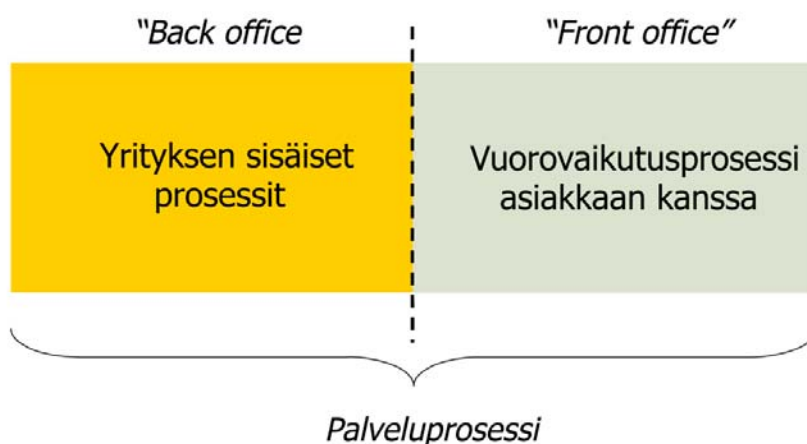 "Back office
"Front office"
Yrityksen sisäiset
prosessit
Vuorovaikutusprosessi
asiakkaan kanssa
Palveluprosessi